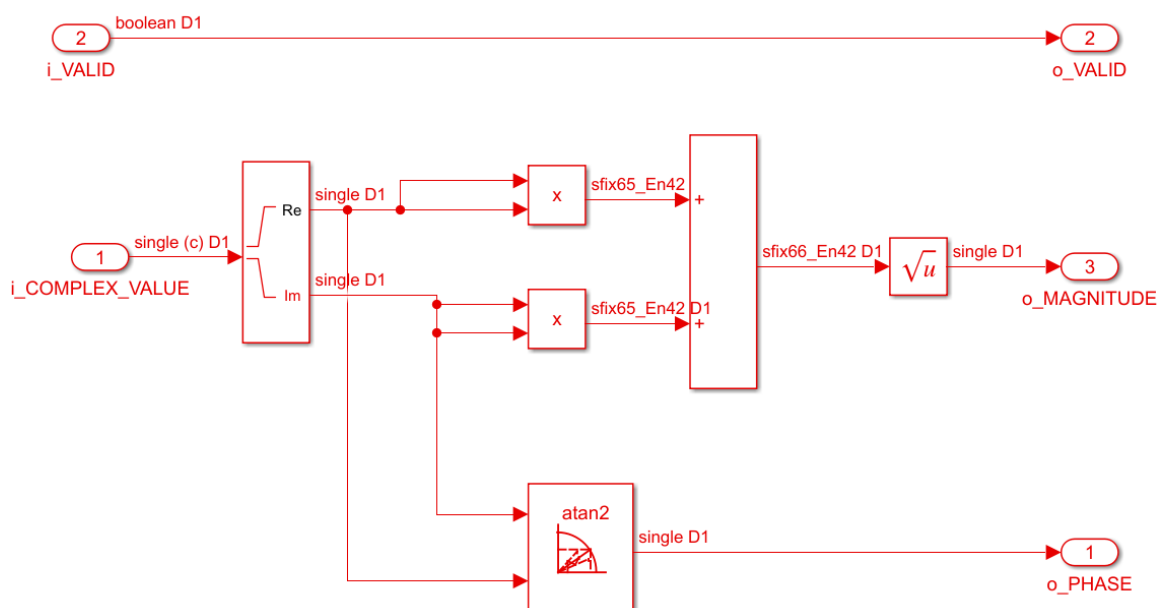 boolean D1
2
i_VALID
2
o_VALID
single D1
Re
single (c) D1
1
i_COMPLEX_VALUE
single D1
Im
x
sfix65_En42
+
x
sfix65_En42 D1
+
sfix66_En42 D1
√u
single D1
3
o_MAGNITUDE
atan2
single D1
1
o_PHASE